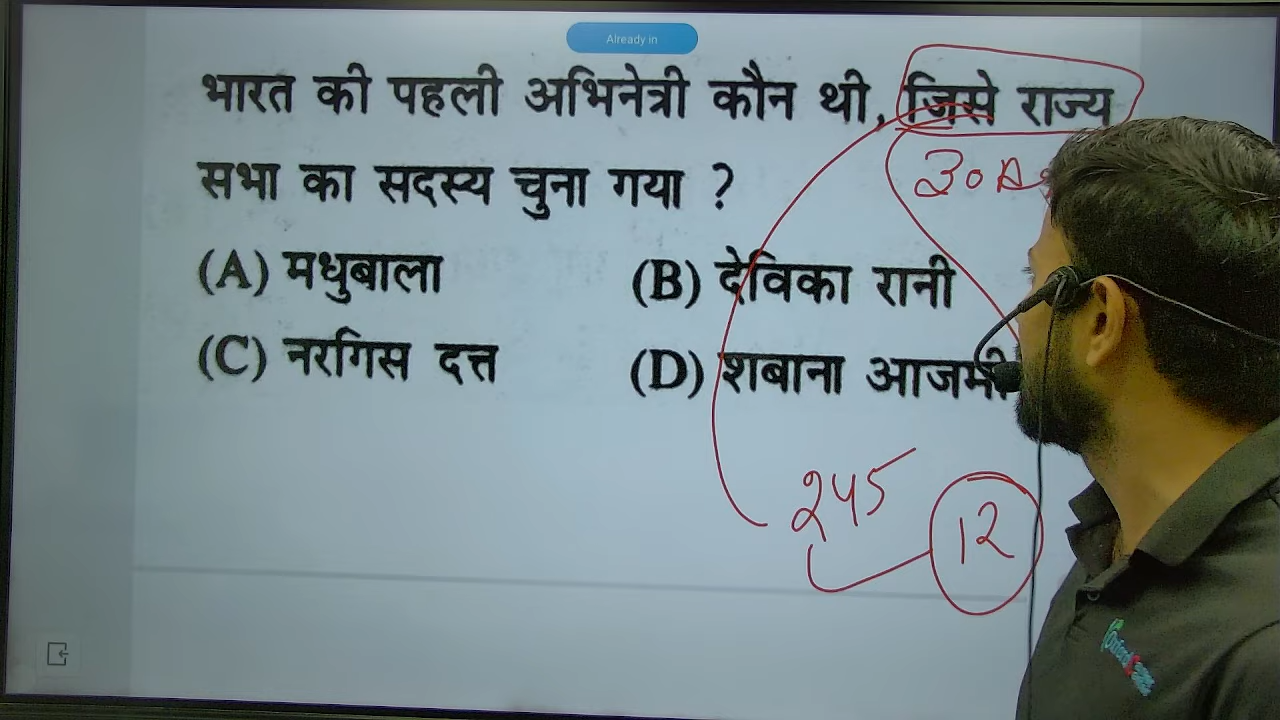 Already in
भारत की पहली अभिनेत्री कौन थी, जिसे राज्य
सभा का सदस्य चुना गया ?
(A) मधुबाला
(B) देविका रानी
(C) नरगिस दत्त
(D) शबाना आजमी
245
12